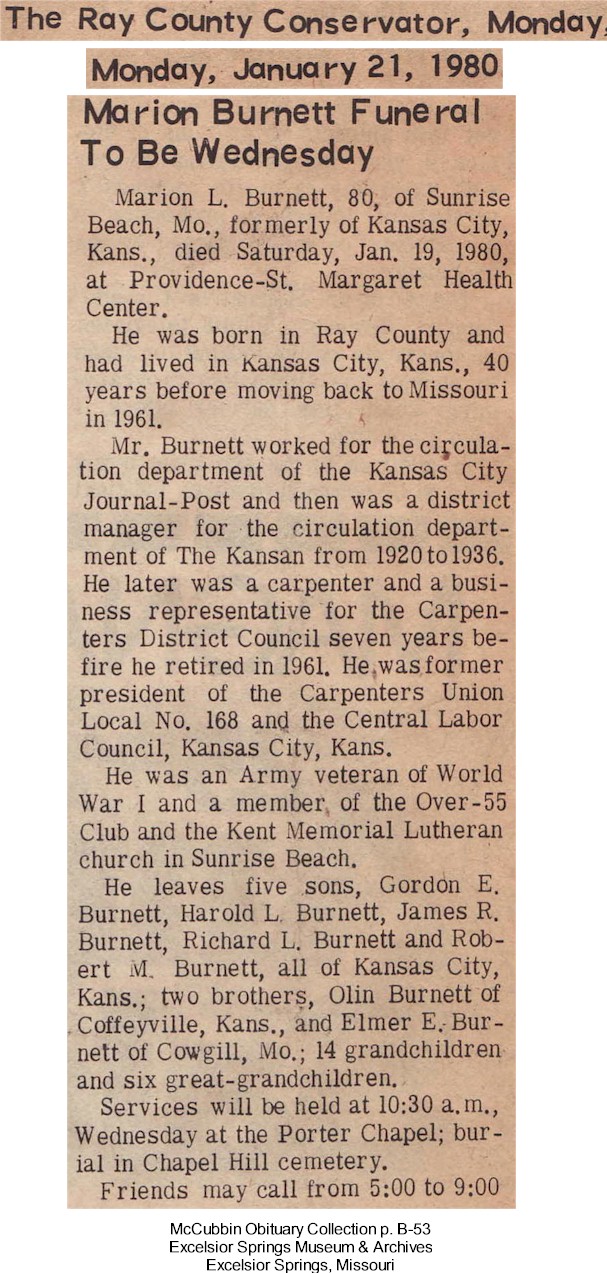 The Ray County Conservator, Monday,
Monday, January 21, 1980
Marion Burnett Funeral
To Be Wednesday
Marion L. Burnett, 80, of Sunrise
Beach, Mo., formerly of Kansas City,
Kans., died Saturday, Jan. 19, 1980,
at Providence-St. Margaret Health
Center.
He was born in Ray County and
had lived in Kansas City, Kans., 40
years before moving back to Missouri
in 1961.
Mr. Burnett worked for the circula-
tion department of the Kansas City
Journal-Post and then was a district
manager for the circulation depart-
ment of The Kansan from 1920 to 1936.
He later was a carpenter and a busi-
ness representative for the Carpen-
ters District Council seven years be-
fire he retired in 1961. He was former
president of the Carpenters Union
Local No. 168 and the Central Labor
Council, Kansas City, Kans.
He was an Army veteran of World
War I and a member of the Over-55
Club and the Kent Memorial Lutheran
church in Sunrise Beach.
He leaves five sons, Gordon E.
Burnett, Harold L. Burnett, James R.
Burnett, Richard L. Burnett and Rob-
ert M. Burnett, all of Kansas City,
Kans.; two brothers, Olin Burnett of
Coffeyville, Kans., and Elmer E. Bur-
nett of Cowgill, Mo.; 14 grandchildren
and six great-grandchildren.
Services will be held at 10:30 a.m.,
Wednesday at the Porter Chapel; bur-
ial in Chapel Hill cemetery.
Friends may call from 5:00 to 9:00
McCubbin Obituary Collection p. B-53
Excelsior Springs Museum & Archives
Excelsior Springs, Missouri